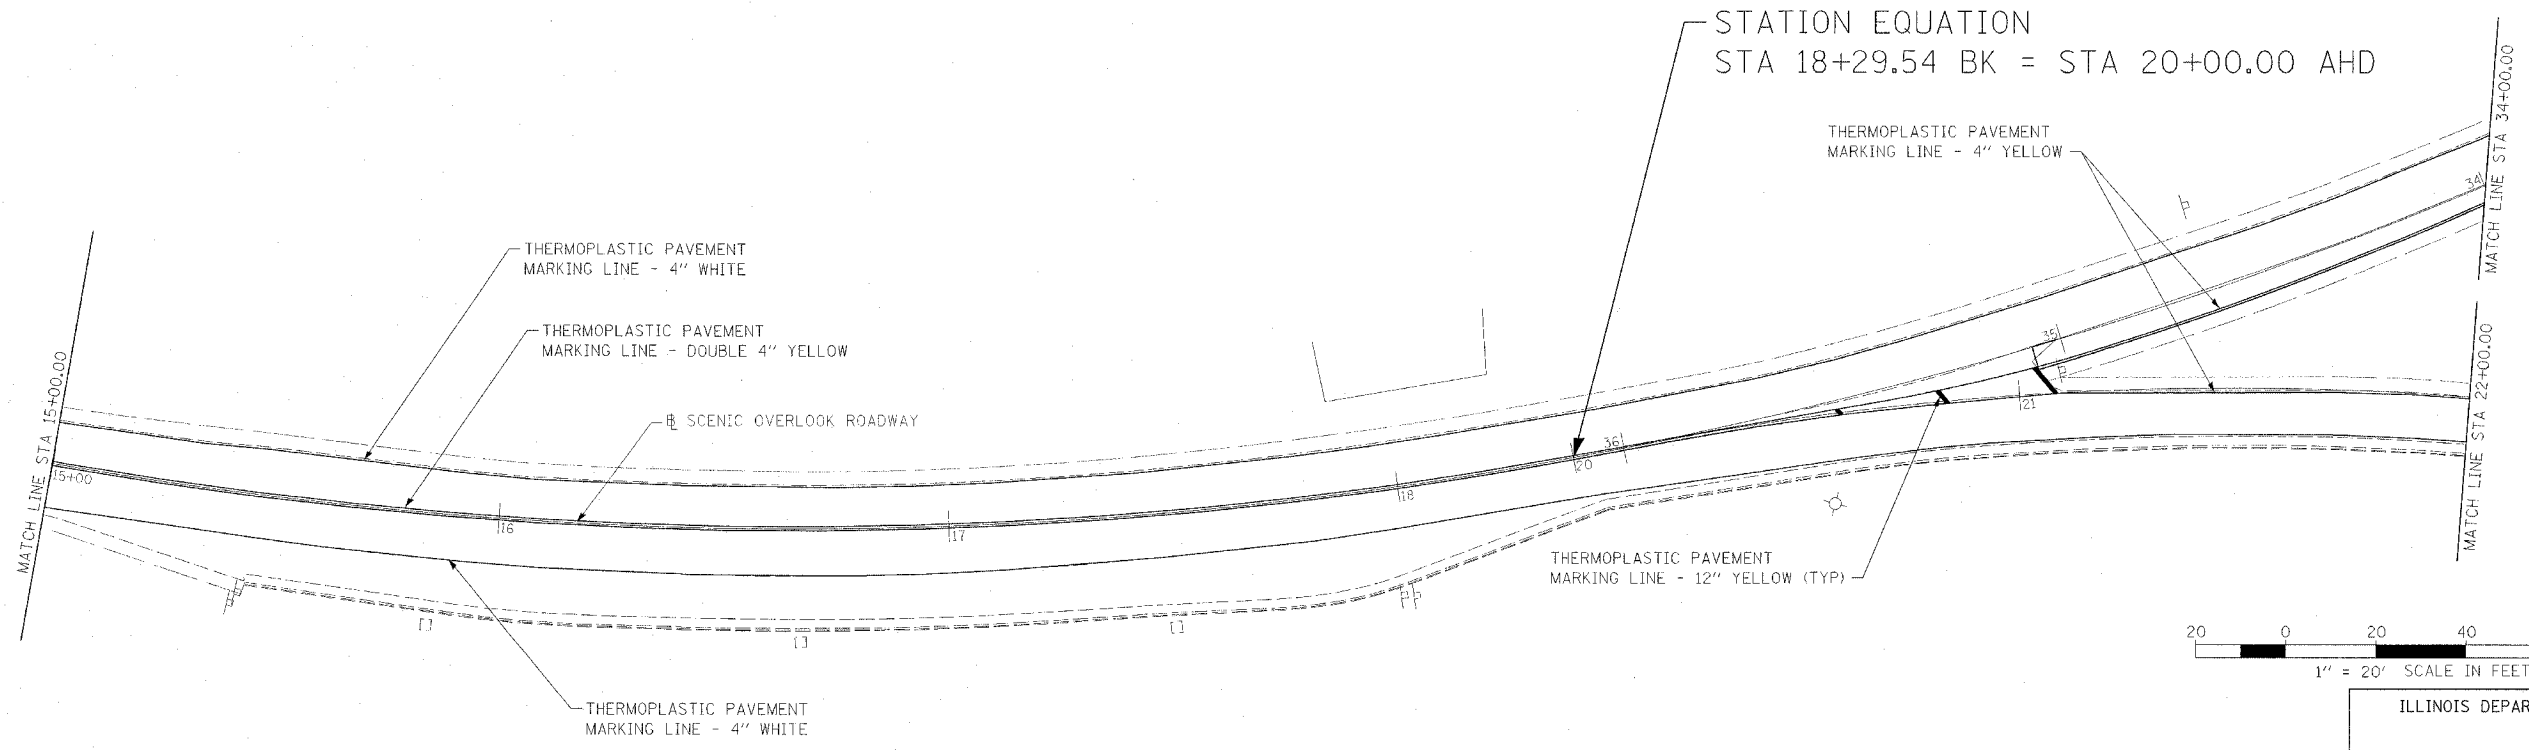 STATION EQUATION
STA 18+29.54 BK = STA 20+00.00 AHD
THERMOPLASTIC PAVEMENT
MARKING LINE - 4" YELLOW
MATCH LINE STA 34+00.00
34
THERMOPLASTIC PAVEMENT
MARKING LINE - 4" WHITE
THERMOPLASTIC PAVEMENT
MARKING LINE - DOUBLE 4" YELLOW
℄ SCENIC OVERLOOK ROADWAY
MATCH LINE STA 15+00.00
15+00
16
17
18
20
36
35
21
MATCH LINE STA 22+00.00
THERMOPLASTIC PAVEMENT
MARKING LINE - 12" YELLOW (TYP)
THERMOPLASTIC PAVEMENT
MARKING LINE - 4" WHITE
20 0 20 40
1" = 20' SCALE IN FEET
ILLINOIS DEPAR